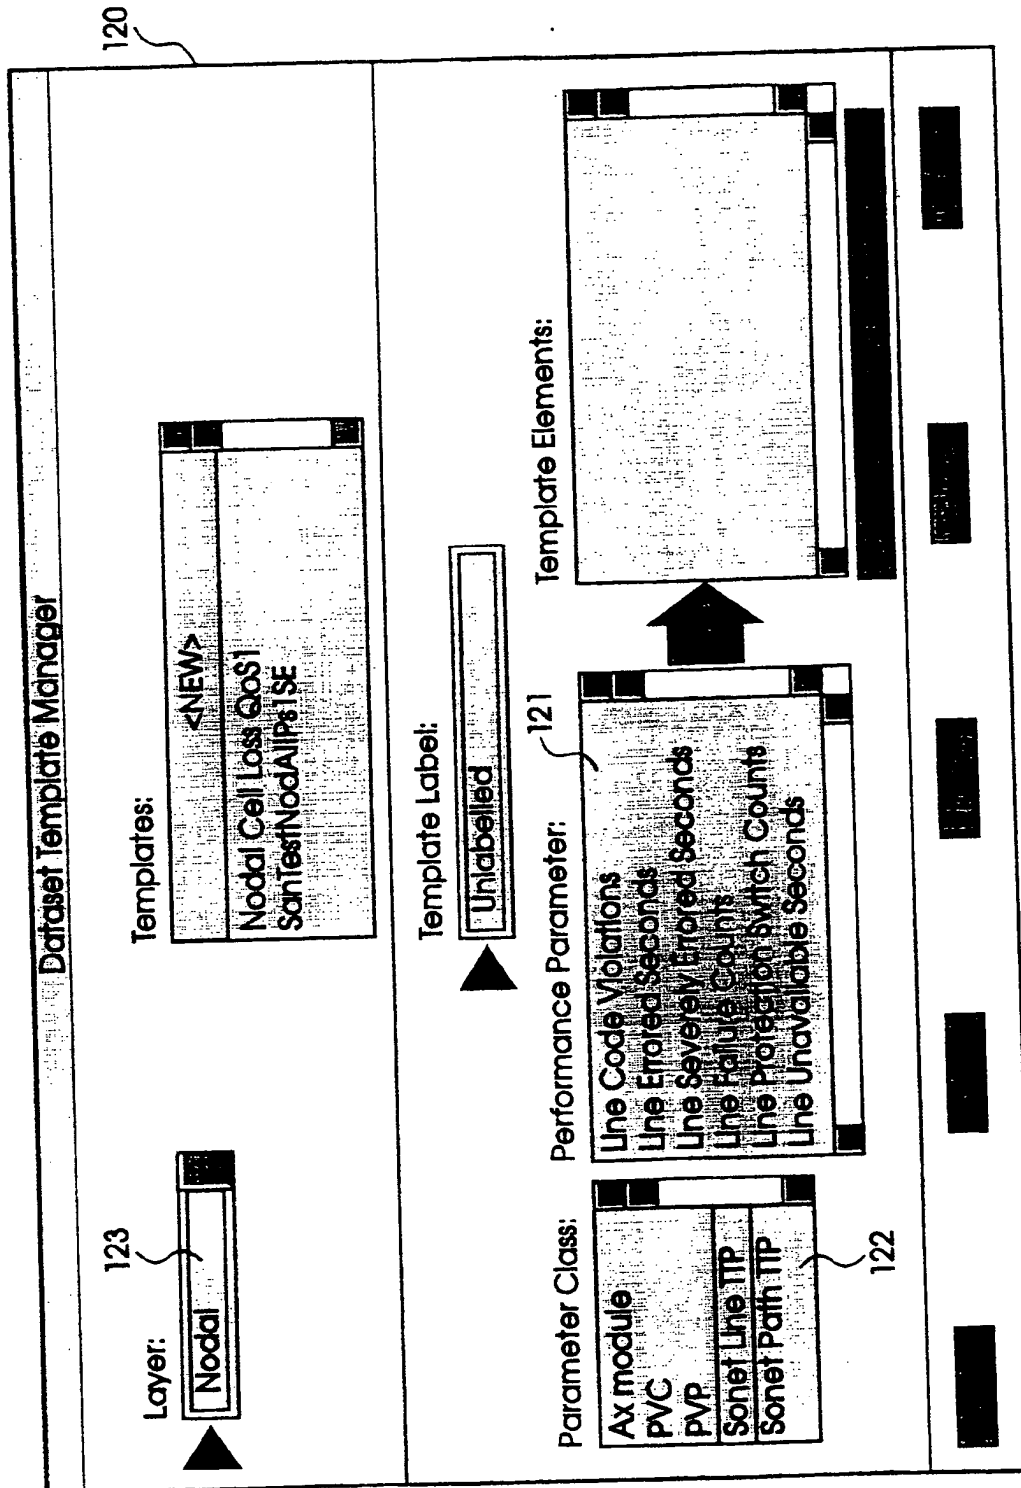 120
Dataset Template Manager
Layer:
Nodal
123
Templates:
<NEW>
Nodal Cell Loss QoS1
SanTestNodAllPs1SE
Template Label:
Unlabelled
Parameter Class:
Ax module
PVC
PVP
Sonet Line TTP
Sonet Path TTP
122
Performance Parameter:
121
Line Code Violations
Line Errored Seconds
Line Severely Errored Seconds
Line Failure Counts
Line Protection Switch Counts
Line Unavailable Seconds
Template Elements: